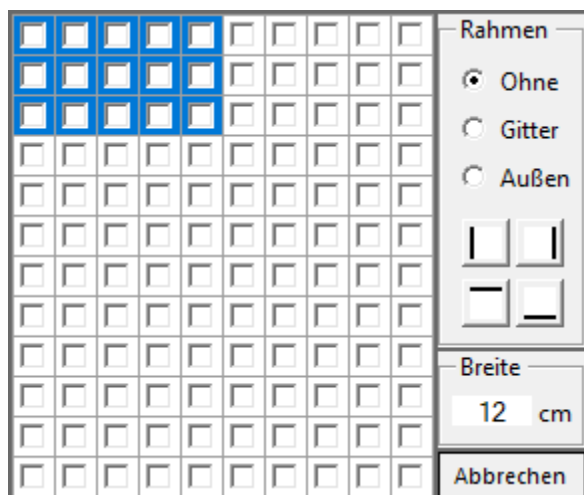 Rahmen
Ohne
Gitter
Außen
Breite
12 cm
Abbrechen